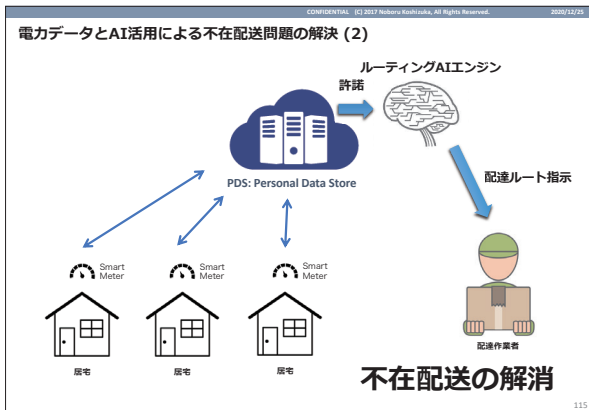 CONFIDENTIAL (C) 2017 Noboru Koshizuka, All Rights Reserved. 2020/12/25
電力データとAI活用による不在配送問題の解決 (2)
ルーティングAIエンジン
許諾
PDS: Personal Data Store
配達ルート指示
Smart
Meter
Smart
Meter
Smart
Meter
居宅
居宅
居宅
配達作業者
不在配送の解消
115